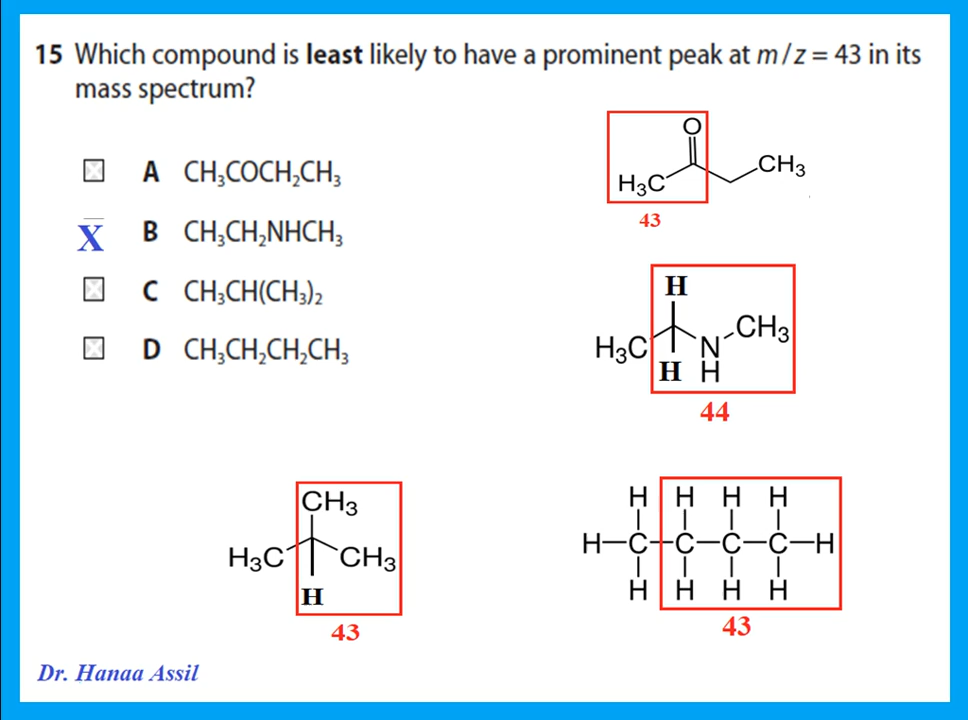 15 Which compound is least likely to have a prominent peak at m/z = 43 in its
mass spectrum?
A CH₃COCH₂CH₃
X B CH₃CH₂NHCH₃
C CH₃CH(CH₃)₂
D CH₃CH₂CH₂CH₃
O
H₃C CH₃
43
H
H₃C CH₃
N
H H
44
CH₃
H₃C CH₃
H
43
H H H H
H—C—C—C—C—H
H H H H
43
Dr. Hanaa Assil